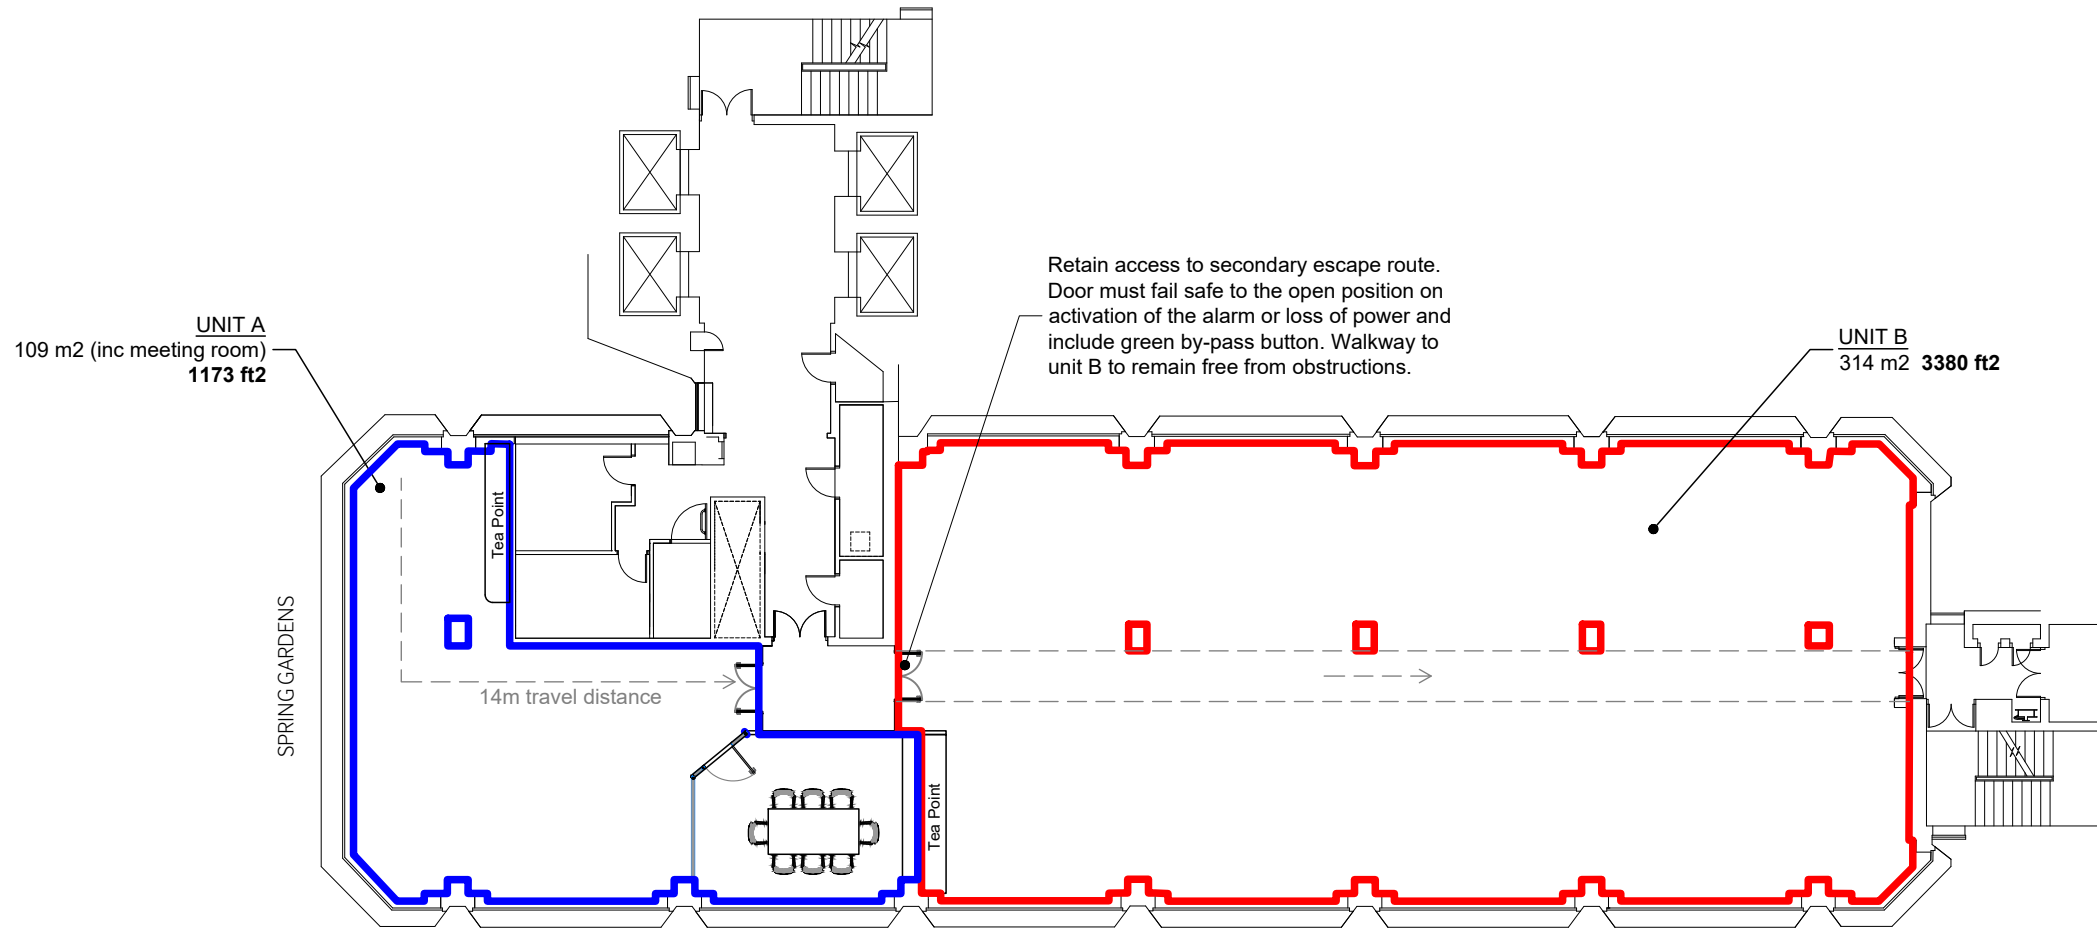 UNIT A
109 m2 (inc meeting room)
1173 ft2
Retain access to secondary escape route.
Door must fail safe to the open position on
activation of the alarm or loss of power and
include green by-pass button. Walkway to
unit B to remain free from obstructions.
UNIT B
314 m2 3380 ft2
Tea Point
SPRING GARDENS
14m travel distance
Tea Point